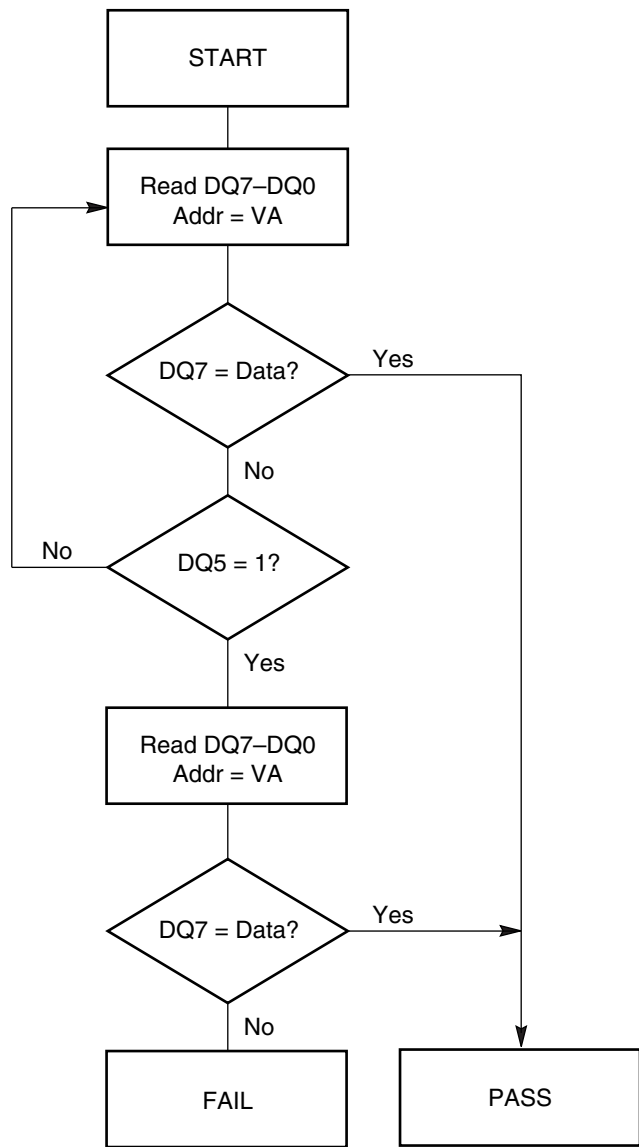 START
Read DQ7–DQ0
Addr = VA
DQ7 = Data?
Yes
No
No
DQ5 = 1?
Yes
Read DQ7–DQ0
Addr = VA
DQ7 = Data?
Yes
No
FAIL
PASS